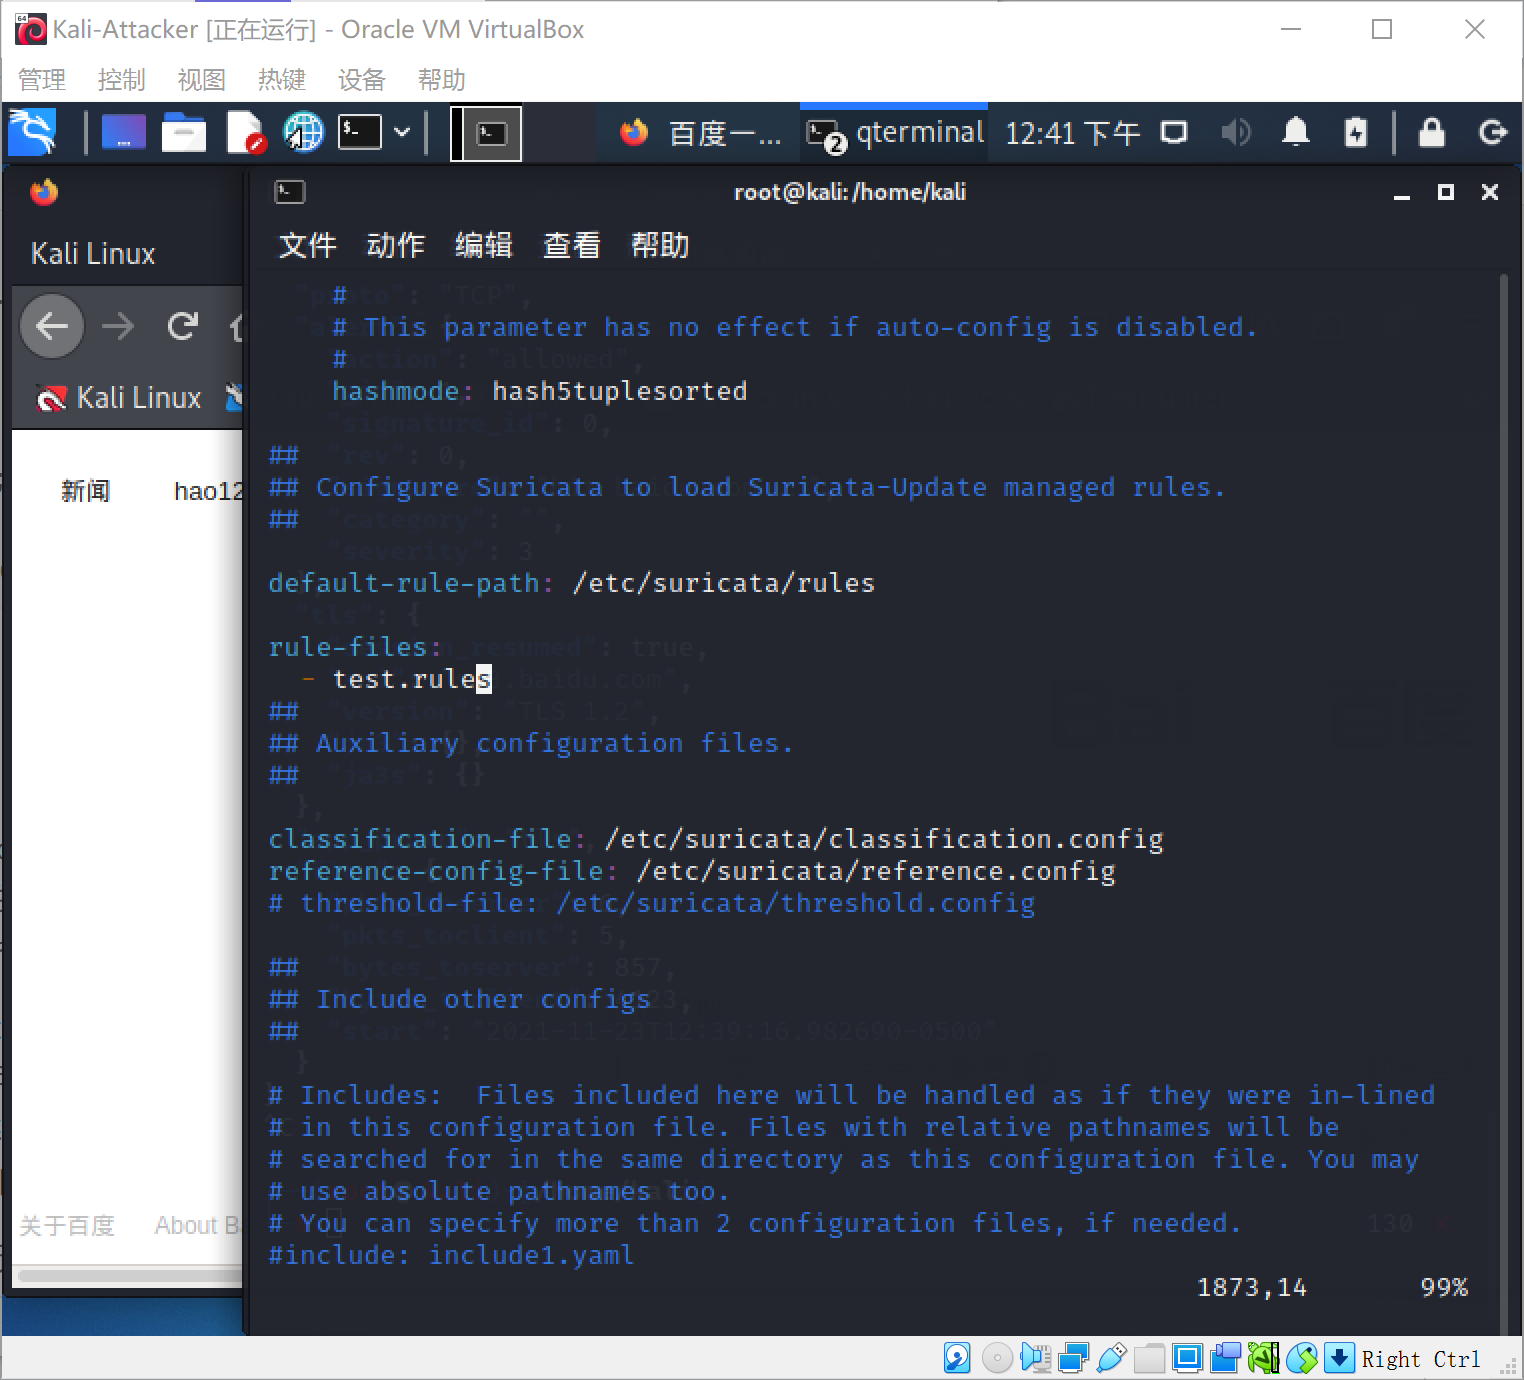 Kali-Attacker [正在运行] - Oracle VM VirtualBox
管理 控制 视图 热键 设备 帮助
百度一... 2 qterminal 12:41 下午
root@kali:/home/kali
Kali Linux
文件 动作 编辑 查看 帮助
Kali Linux
新闻 hao12
关于百度 About B
#
# This parameter has no effect if auto-config is disabled.
#
hashmode: hash5tuplesorted
##
## Configure Suricata to load Suricata-Update managed rules.
##
default-rule-path: /etc/suricata/rules
rule-files:
- test.rules
##
## Auxiliary configuration files.
##
classification-file: /etc/suricata/classification.config
reference-config-file: /etc/suricata/reference.config
# threshold-file: /etc/suricata/threshold.config
##
## Include other configs
##
# Includes:  Files included here will be handled as if they were in-lined
# in this configuration file. Files with relative pathnames will be
# searched for in the same directory as this configuration file. You may
# use absolute pathnames too.
# You can specify more than 2 configuration files, if needed.
#include: include1.yaml
1873,14 99%
Right Ctrl